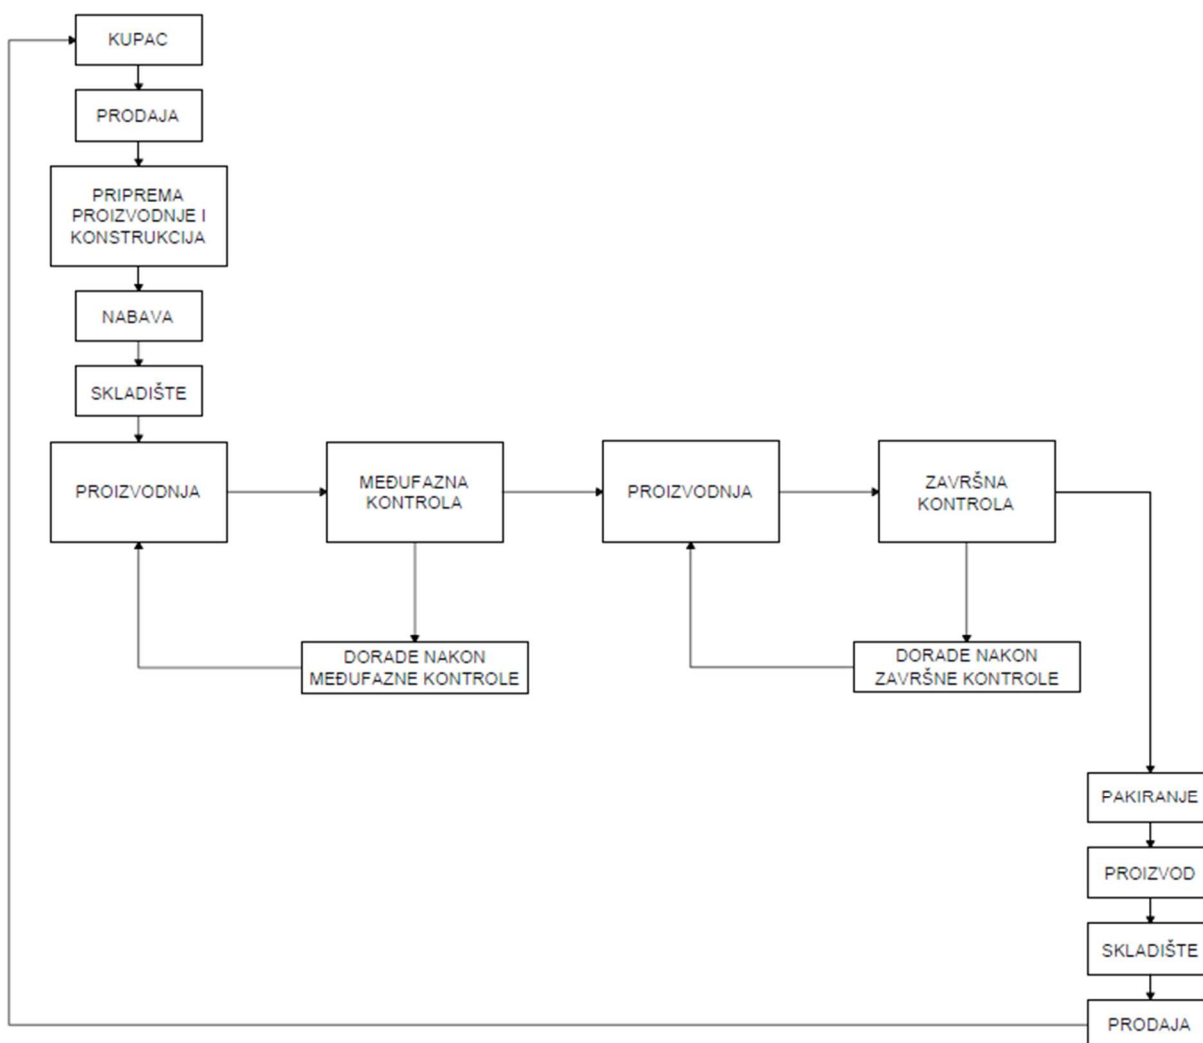 KUPAC
PRODAJA
PRIPREMA
PROIZVODNJE I
KONSTRUKCIJA
NABAVA
SKLADIŠTE
PROIZVODNJA
MEĐUFAZNA
KONTROLA
PROIZVODNJA
ZAVRŠNA
KONTROLA
DORADE NAKON
MEĐUFAZNE KONTROLE
DORADE NAKON
ZAVRŠNE KONTROLE
PAKIRANJE
PROIZVOD
SKLADIŠTE
PRODAJA